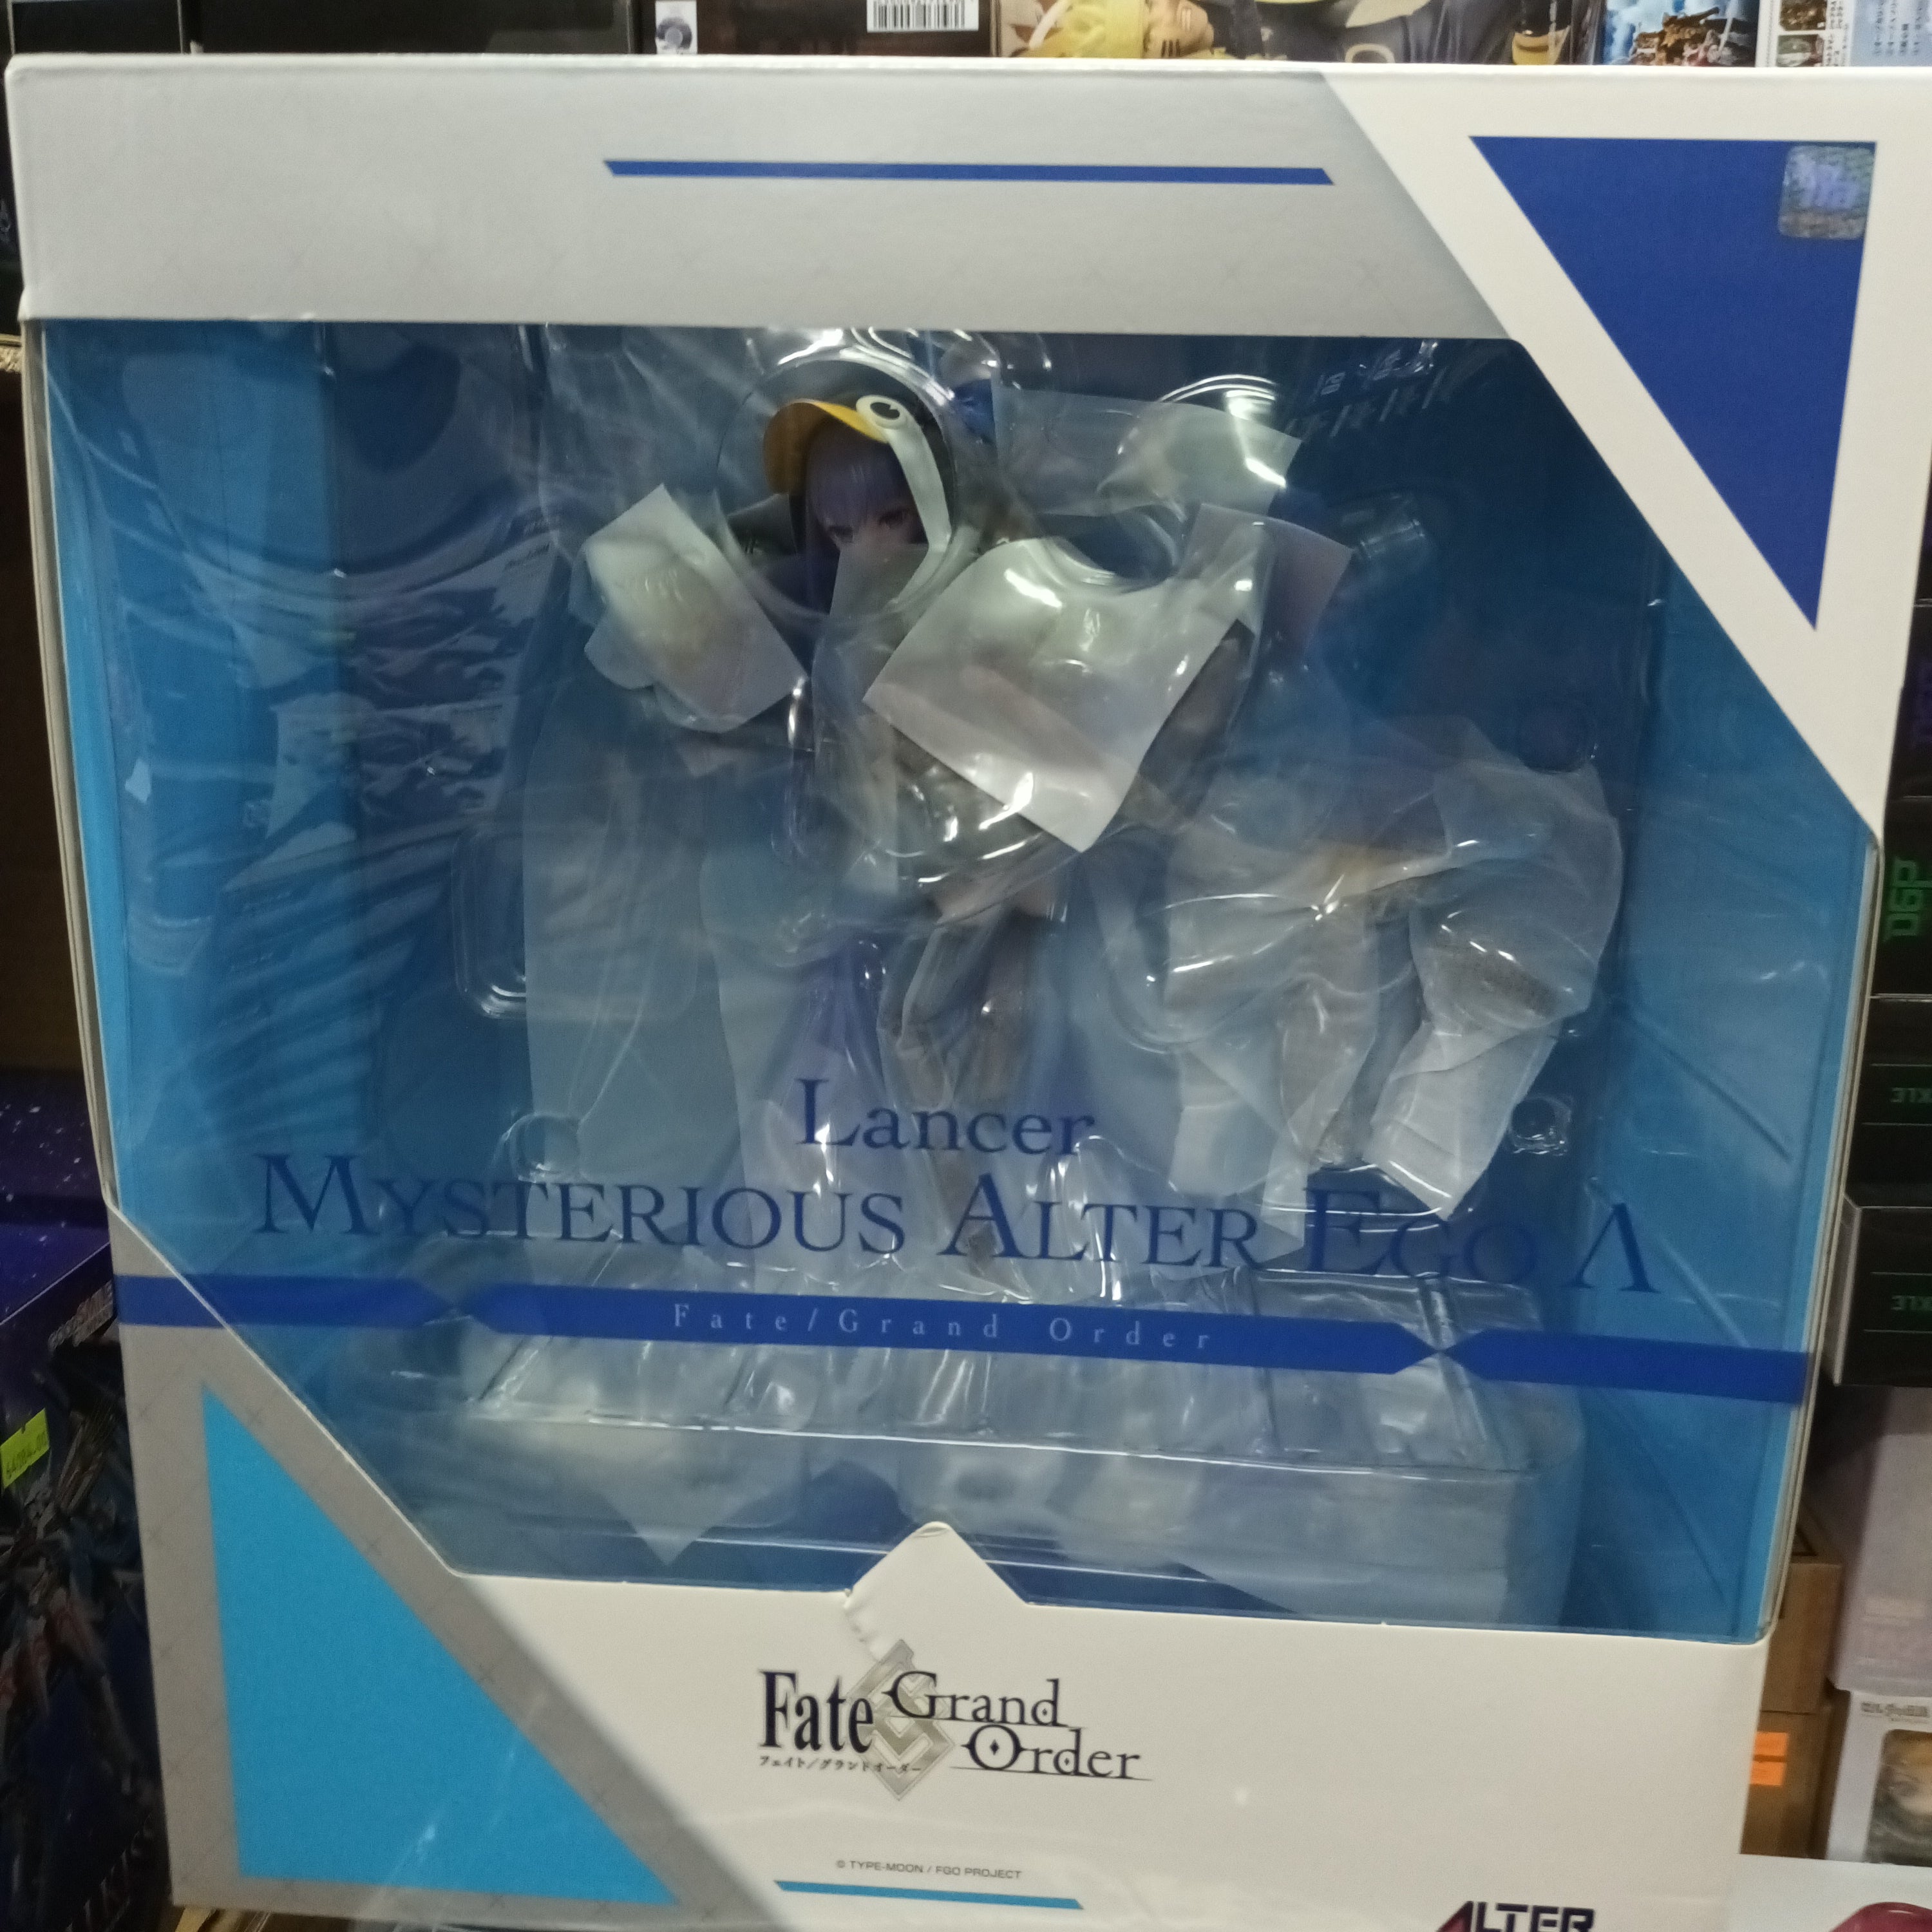 Lancer
MYSTERIOUS ALTER EGO Λ
Fate/Grand Order
Fate Grand Order
フェイト/グランドオーダー
© TYPE-MOON / FGO PROJECT
ALTER